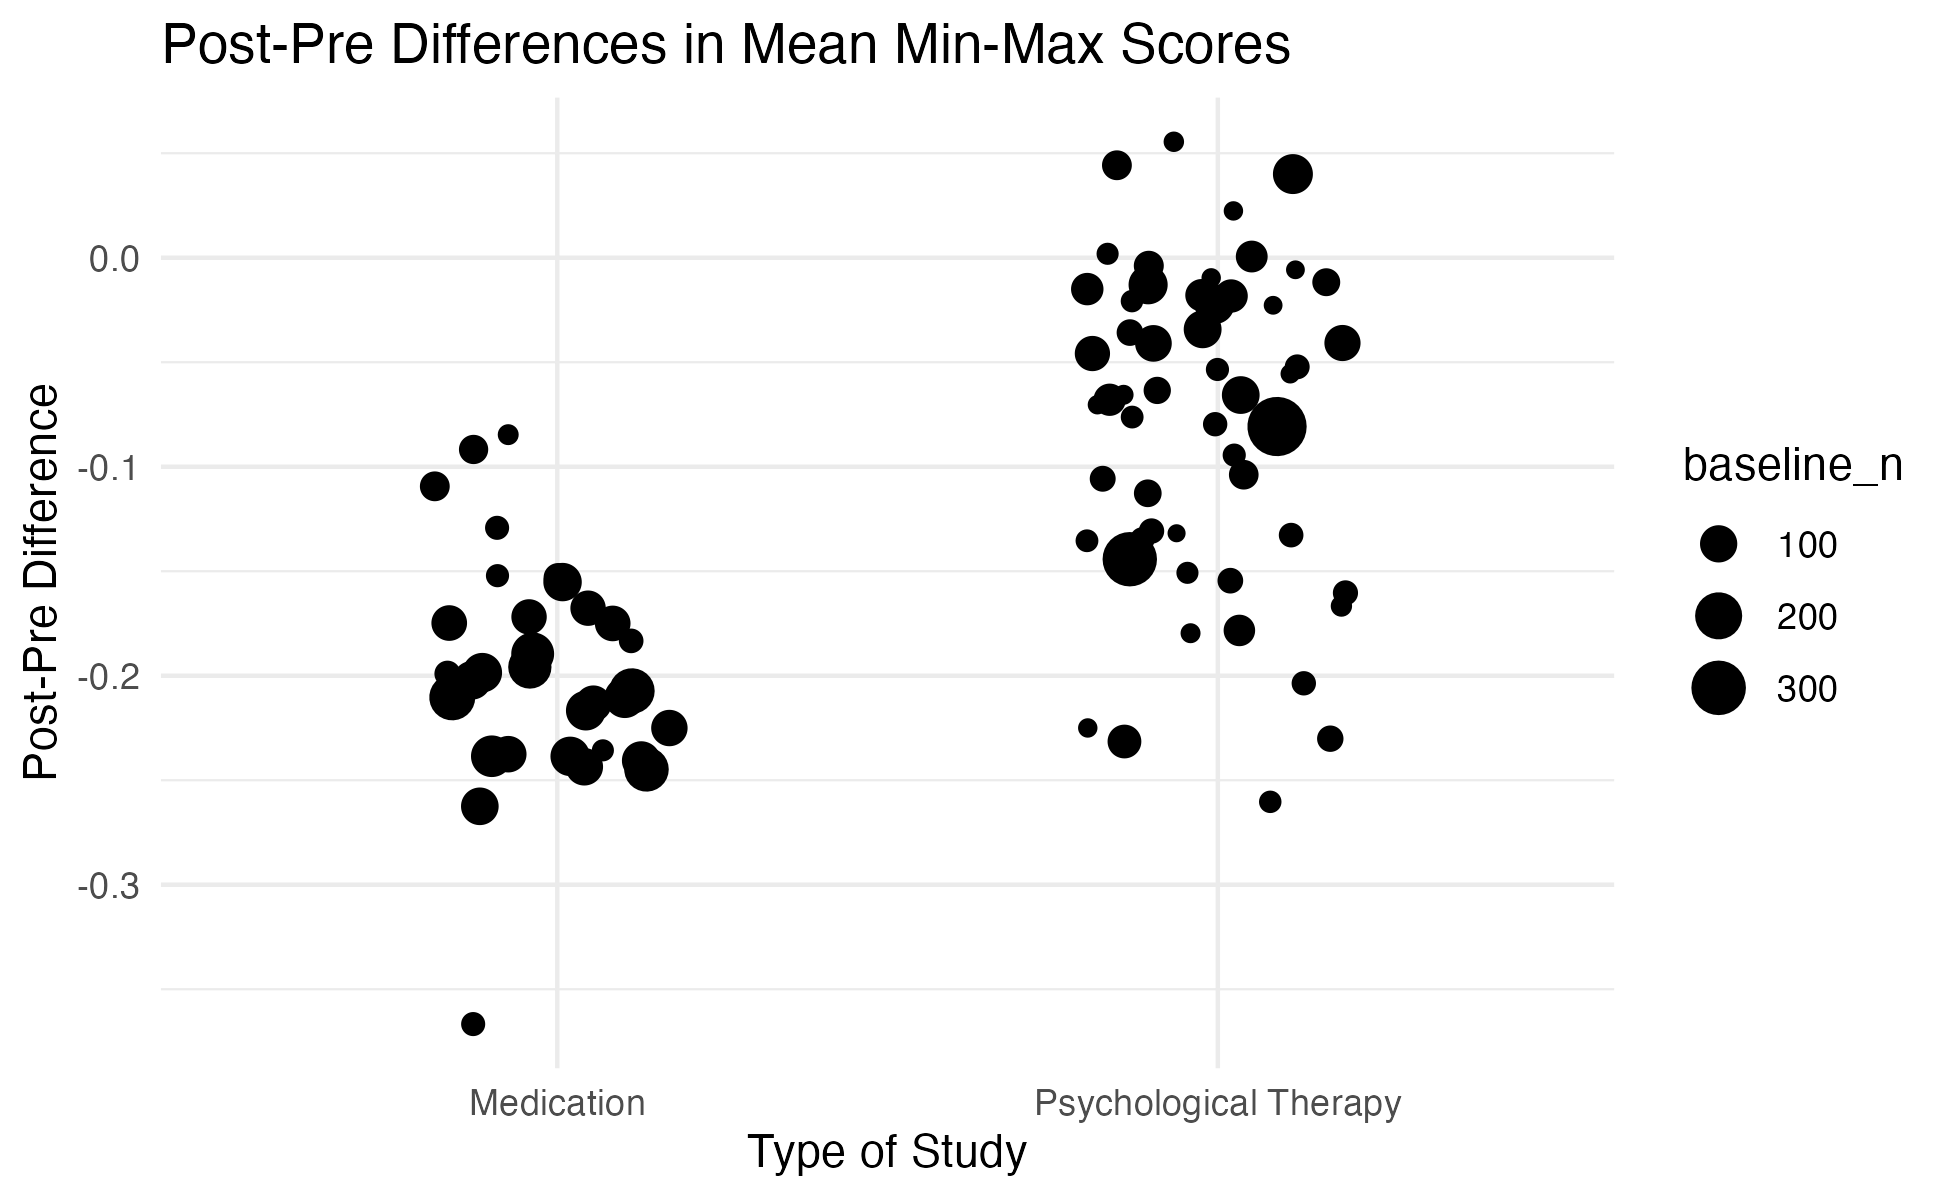 Post-Pre Differences in Mean Min-Max Scores
Post-Pre Difference
0.0
-0.1
-0.2
-0.3
Medication
Psychological Therapy
Type of Study
baseline_n
100
200
300